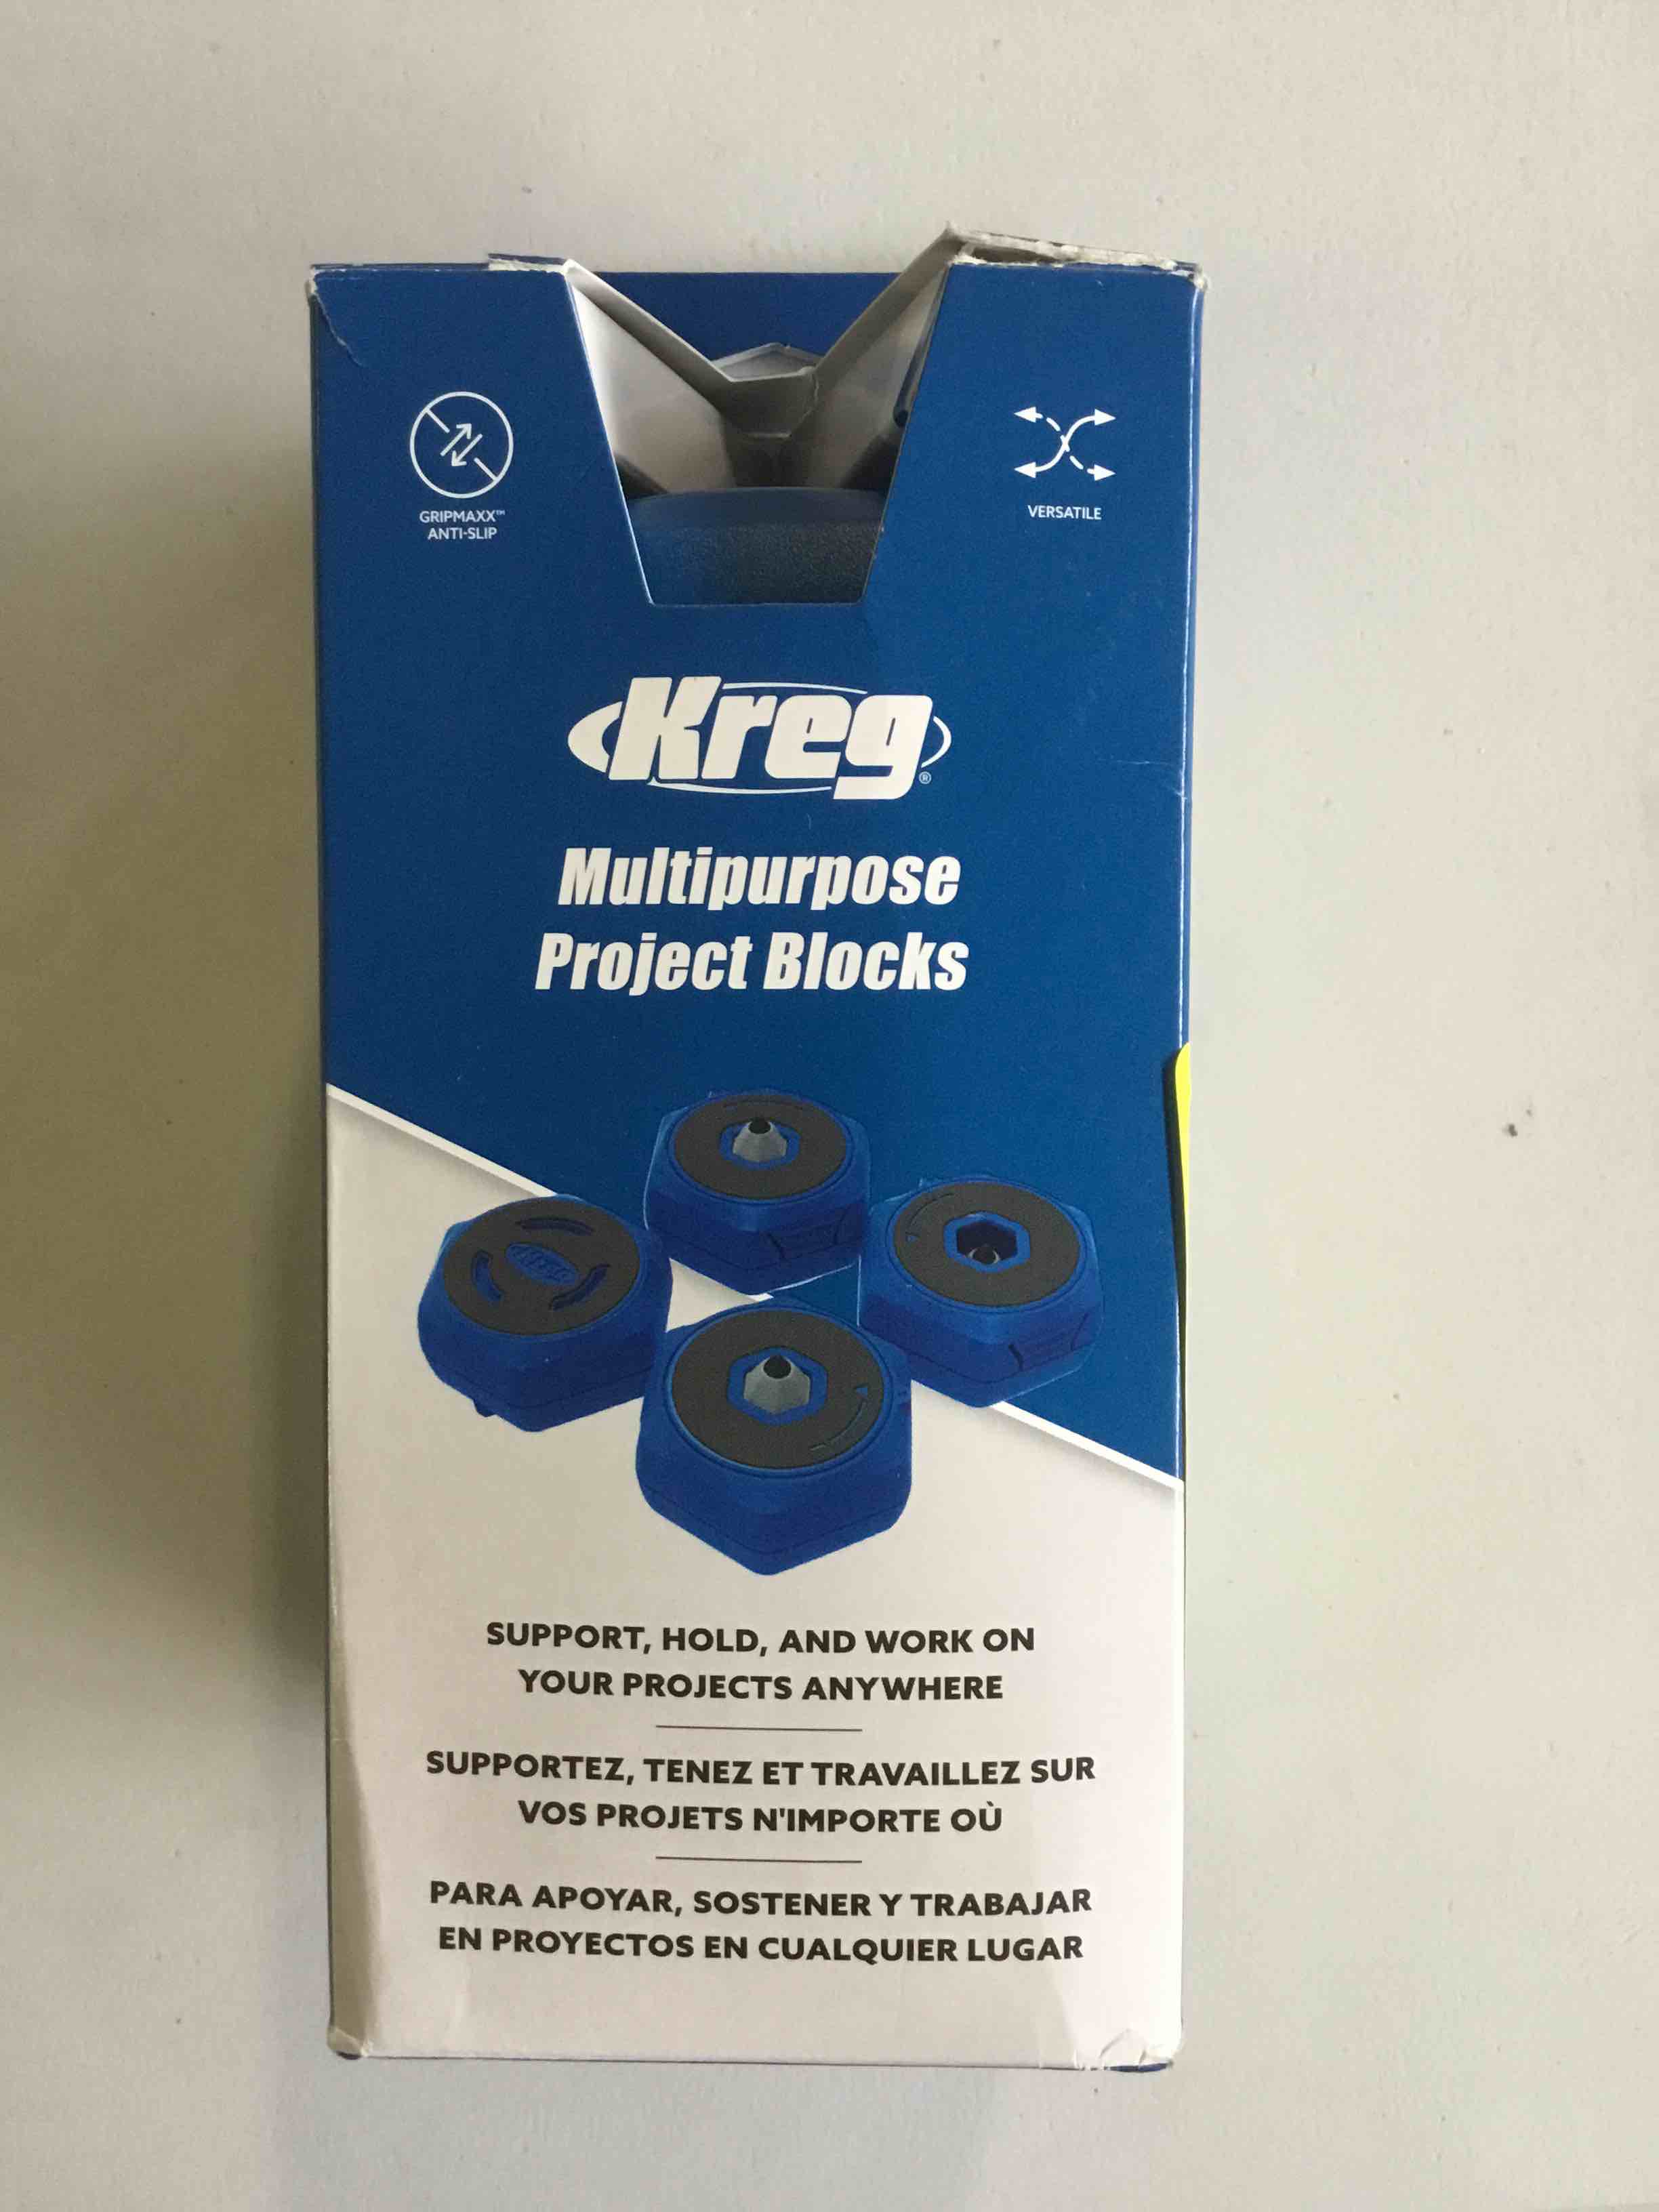 GRIPMAXX™
ANTI-SLIP
VERSATILE
Kreg®
Multipurpose
Project Blocks
Kreg
SUPPORT, HOLD, AND WORK ON
YOUR PROJECTS ANYWHERE
SUPPORTEZ, TENEZ ET TRAVAILLEZ SUR
VOS PROJETS N'IMPORTE OÙ
PARA APOYAR, SOSTENER Y TRABAJAR
EN PROYECTOS EN CUALQUIER LUGAR